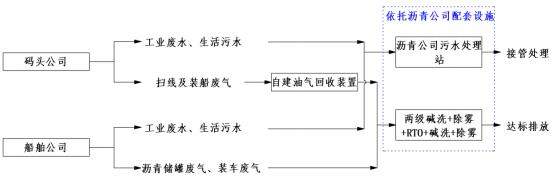 依托沥青公司配套设施
工业废水、生活污水
沥青公司污水处理
站
接管处理
码头公司
扫线及装船废气
自建油气回收装置
两级碱洗+除雾
+RTO+碱洗+除雾
达标排放
工业废水、生活污水
船舶公司
沥青储罐废气、装车废气